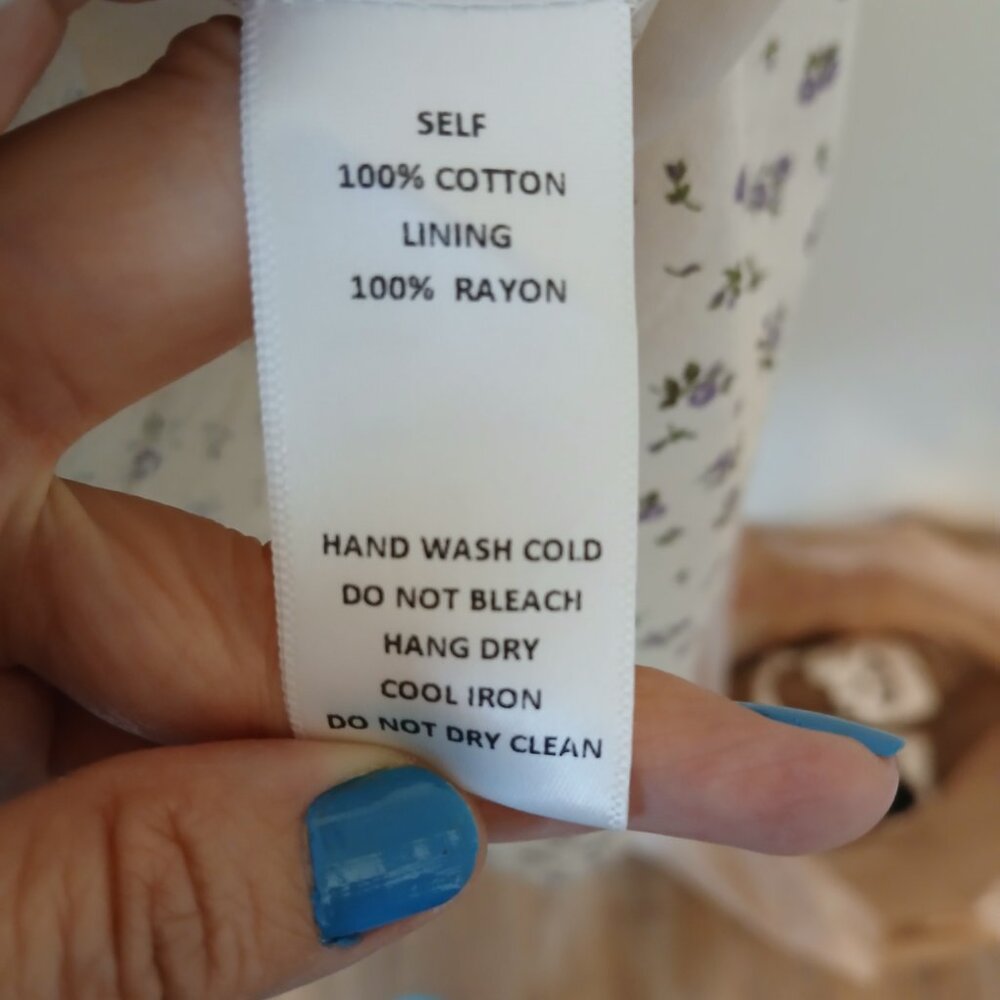 SELF
100% COTTON
LINING
100% RAYON
HAND WASH COLD
DO NOT BLEACH
HANG DRY
COOL IRON
DO NOT DRY CLEAN